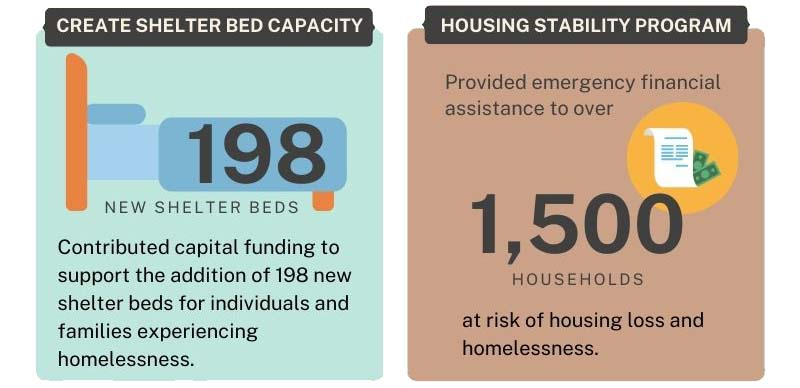 CREATE SHELTER BED CAPACITY
198
NEW SHELTER BEDS
Contributed capital funding to
support the addition of 198 new
shelter beds for individuals and
families experiencing
homelessness.
HOUSING STABILITY PROGRAM
Provided emergency financial
assistance to over
1,500
HOUSEHOLDS
at risk of housing loss and
homelessness.